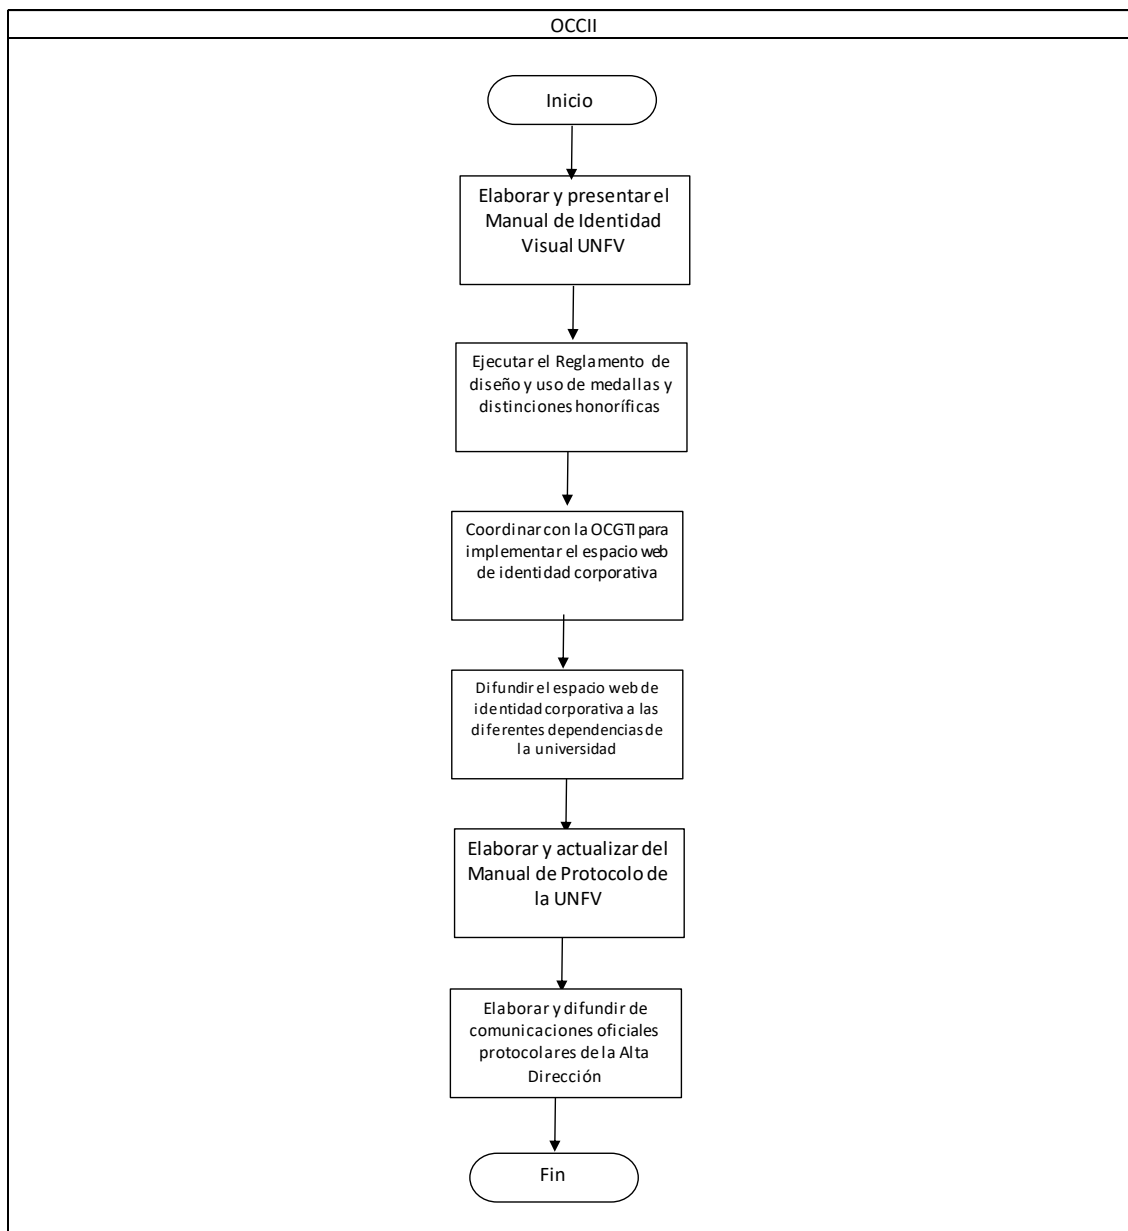 OCCII
Inicio
Elaborar y presentar el
Manual de Identidad
Visual UNFV
Ejecutar el Reglamento de
diseño y uso de medallas y
distinciones honoríficas
Coordinar con la OCGTI para
implementar el espacio web
de identidad corporativa
Difundir el espacio web de
identidad corporativa a las
diferentes dependencias de
la universidad
Elaborar y actualizar del
Manual de Protocolo de
la UNFV
Elaborar y difundir de
comunicaciones oficiales
protocolares de la Alta
Dirección
Fin